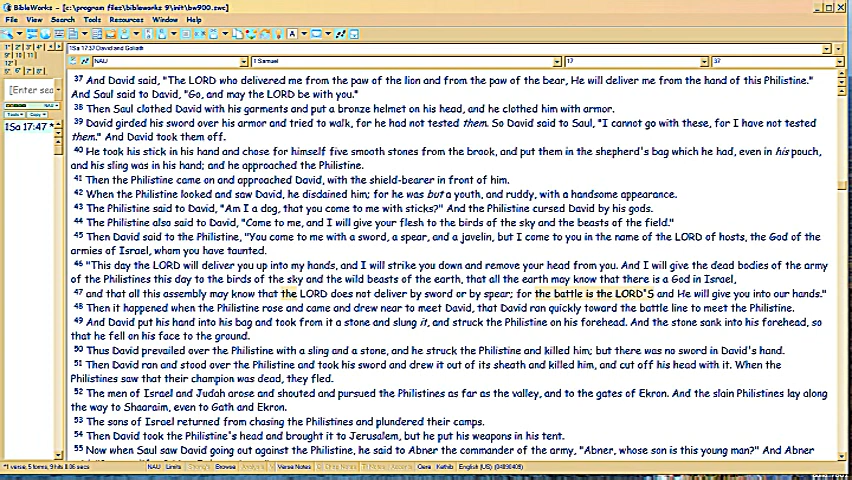 BibleWorks - [c:\program files\bibleworks 9\init\bw900.swc]
File View Search Tools Resources Window Help
1Sa 17:37 David and Goliath
NAU 1 Samuel 17 37
[Enter sea
1Sa 17:47
37 And David said, "The LORD who delivered me from the paw of the lion and from the paw of the bear, He will deliver me from the hand of this Philistine."
And Saul said to David, "Go, and may the LORD be with you."
38 Then Saul clothed David with his garments and put a bronze helmet on his head, and he clothed him with armor.
39 David girded his sword over his armor and tried to walk, for he had not tested them. So David said to Saul, "I cannot go with these, for I have not tested
them." And David took them off.
40 He took his stick in his hand and chose for himself five smooth stones from the brook, and put them in the shepherd's bag which he had, even in his pouch,
and his sling was in his hand; and he approached the Philistine.
41 Then the Philistine came on and approached David, with the shield-bearer in front of him.
42 When the Philistine looked and saw David, he disdained him; for he was but a youth, and ruddy, with a handsome appearance.
43 The Philistine said to David, "Am I a dog, that you come to me with sticks?" And the Philistine cursed David by his gods.
44 The Philistine also said to David, "Come to me, and I will give your flesh to the birds of the sky and the beasts of the field."
45 Then David said to the Philistine, "You come to me with a sword, a spear, and a javelin, but I come to you in the name of the LORD of hosts, the God of the
armies of Israel, whom you have taunted.
46 "This day the LORD will deliver you up into my hands, and I will strike you down and remove your head from you. And I will give the dead bodies of the army
of the Philistines this day to the birds of the sky and the wild beasts of the earth, that all the earth may know that there is a God in Israel,
47 and that all this assembly may know that the LORD does not deliver by sword or by spear; for the battle is the LORD'S and He will give you into our hands."
48 Then it happened when the Philistine rose and came and drew near to meet David, that David ran quickly toward the battle line to meet the Philistine.
49 And David put his hand into his bag and took from it a stone and slung it, and struck the Philistine on his forehead. And the stone sank into his forehead, so
that he fell on his face to the ground.
50 Thus David prevailed over the Philistine with a sling and a stone, and he struck the Philistine and killed him; but there was no sword in David's hand.
51 Then David ran and stood over the Philistine and took his sword and drew it out of its sheath and killed him, and cut off his head with it. When the
Philistines saw that their champion was dead, they fled.
52 The men of Israel and Judah arose and shouted and pursued the Philistines as far as the valley, and to the gates of Ekron. And the slain Philistines lay along
the way to Shaaraim, even to Gath and Ekron.
53 The sons of Israel returned from chasing the Philistines and plundered their camps.
54 Then David took the Philistine's head and brought it to Jerusalem, but he put his weapons in his tent.
55 Now when Saul saw David going out against the Philistine, he said to Abner the commander of the army, "Abner, whose son is this young man?" And Abner
1 verse, 5 forms, 9 hits 8.06 secs NAU Limits Strong's Browse Verse Notes Qere Kethib English (US) (04090409)